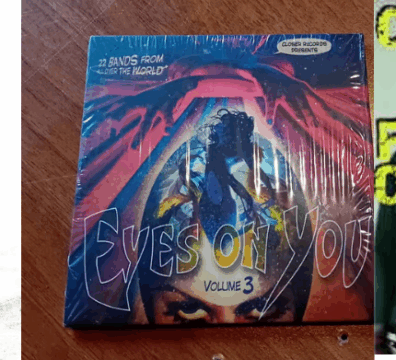 22 BANDS FROM
ALL OVER THE WORLD
CLOSER RECORDS
PRESENTS
EYES ON YOU
VOLUME 3